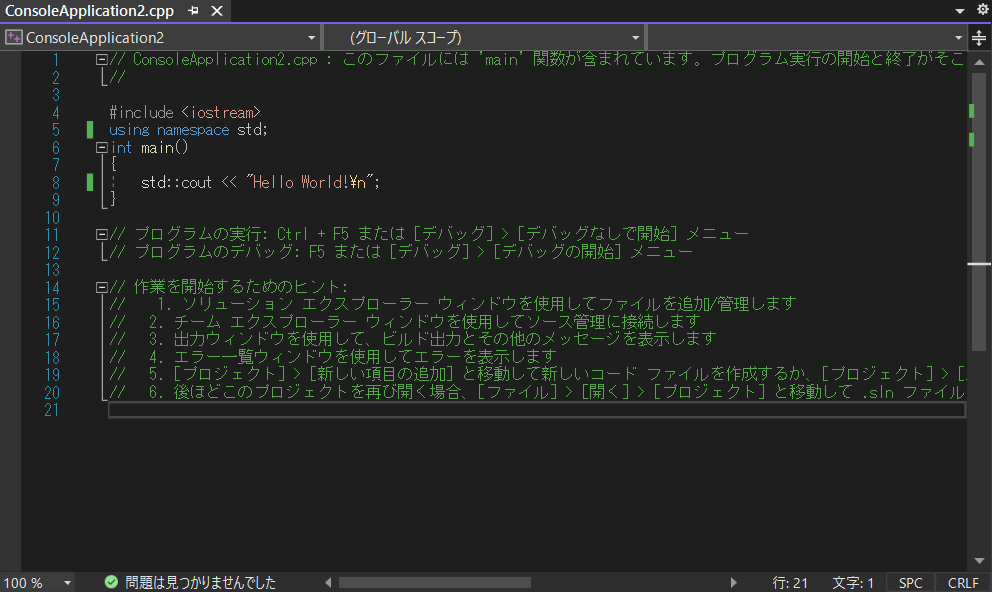 ConsoleApplication2.cpp
ConsoleApplication2
(グローバル スコープ)
1 // ConsoleApplication2.cpp : このファイルには 'main' 関数が含まれています。プログラム実行の開始と終了がそこ
2 //
3
4 #include <iostream>
5 using namespace std;
6 int main()
7 {
8 std::cout << "Hello World!¥n";
9 }
10
11 // プログラムの実行: Ctrl + F5 または [デバッグ] > [デバッグなしで開始] メニュー
12 // プログラムのデバッグ: F5 または [デバッグ] > [デバッグの開始] メニュー
13
14 // 作業を開始するためのヒント:
15 // 1. ソリューション エクスプローラー ウィンドウを使用してファイルを追加/管理します
16 // 2. チーム エクスプローラー ウィンドウを使用してソース管理に接続します
17 // 3. 出力ウィンドウを使用して、ビルド出力とその他のメッセージを表示します
18 // 4. エラー一覧ウィンドウを使用してエラーを表示します
19 // 5. [プロジェクト] > [新しい項目の追加] と移動して新しいコード ファイルを作成するか、[プロジェクト] > [
20 // 6. 後ほどこのプロジェクトを再び開く場合、[ファイル] > [開く] > [プロジェクト] と移動して .sln ファイル
21
100 % 問題は見つかりませんでした 行: 21 文字: 1 SPC CRLF